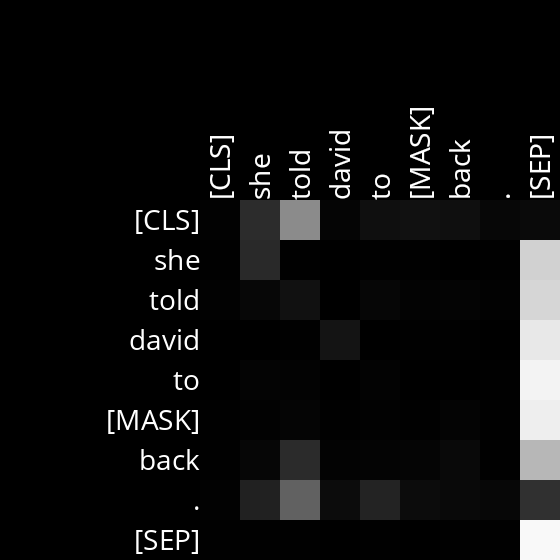 [CLS] she told david to [MASK] back . [SEP]
[CLS]
she
told
david
to
[MASK]
back
.
[SEP]